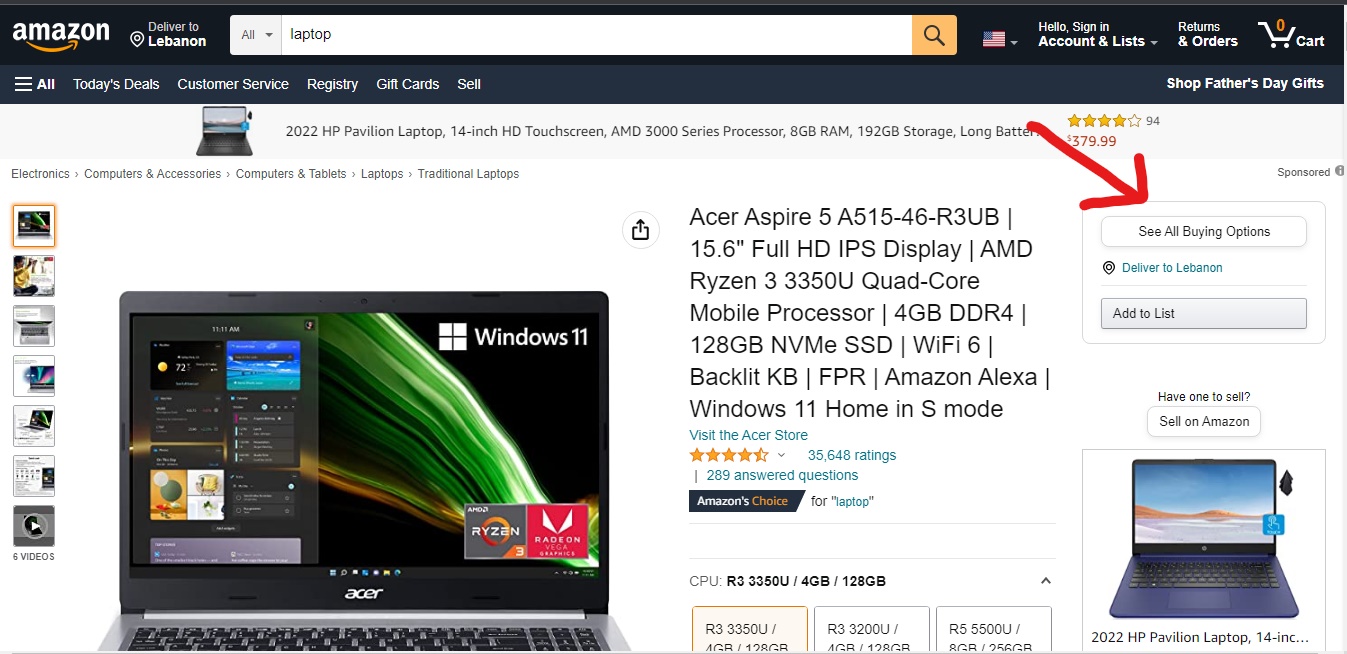 amazon
Deliver to
Lebanon
All
laptop
Hello, Sign in
Account & Lists
Returns
& Orders
0
Cart
All
Today's Deals
Customer Service
Registry
Gift Cards
Sell
Shop Father's Day Gifts
2022 HP Pavilion Laptop, 14-inch HD Touchscreen, AMD 3000 Series Processor, 8GB RAM, 192GB Storage, Long Batter
94
$379.99
Electronics › Computers & Accessories › Computers & Tablets › Laptops › Traditional Laptops
Sponsored
6 VIDEOS
11:11 AM
72°
Windows 11
AMD
RYZEN
3
RADEON
VEGA
GRAPHICS
acer
Acer Aspire 5 A515-46-R3UB |
15.6" Full HD IPS Display | AMD
Ryzen 3 3350U Quad-Core
Mobile Processor | 4GB DDR4 |
128GB NVMe SSD | WiFi 6 |
Backlit KB | FPR | Amazon Alexa |
Windows 11 Home in S mode
Visit the Acer Store
35,648 ratings
| 289 answered questions
Amazon's Choice for "laptop"
CPU: R3 3350U / 4GB / 128GB
R3 3350U /
4GB / 128GB
R3 3200U /
4GB / 128GB
R5 5500U /
8GB / 256GB
See All Buying Options
Deliver to Lebanon
Add to List
Have one to sell?
Sell on Amazon
2022 HP Pavilion Laptop, 14-inc...